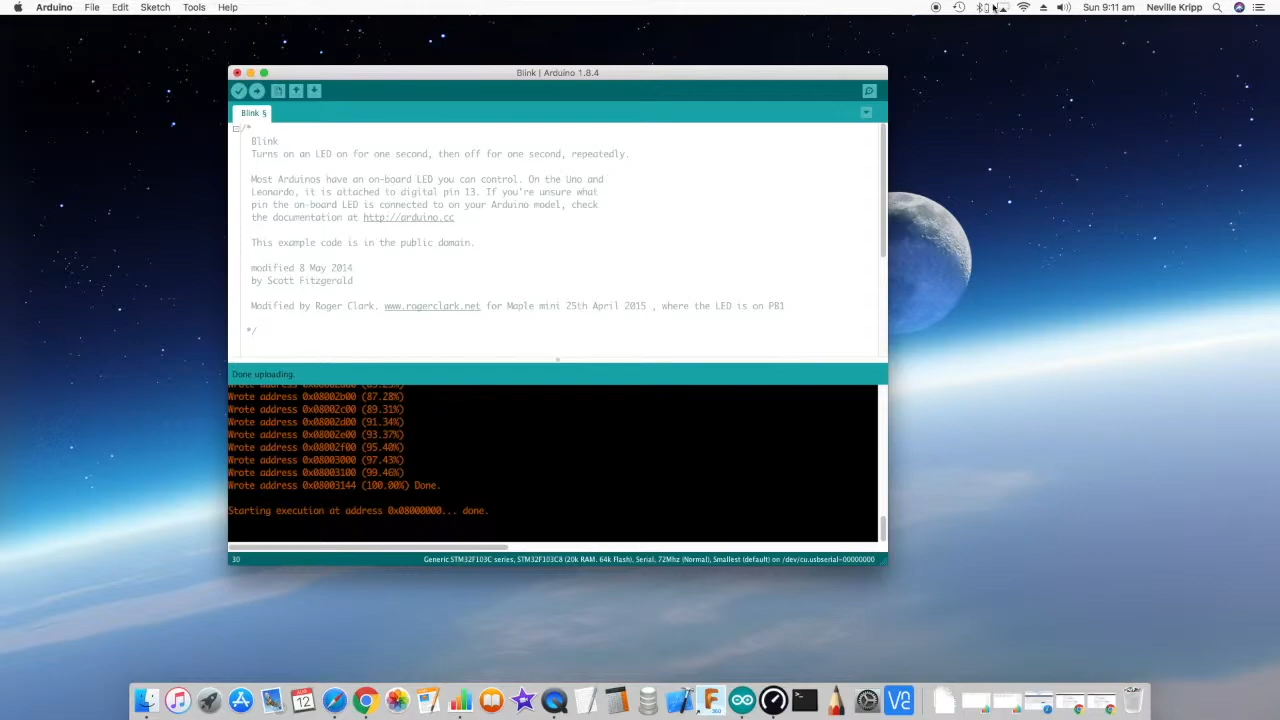 Arduino File Edit Sketch Tools Help Sun 9:11 am Neville Kripp
Blink | Arduino 1.8.4
Blink §
/*
Blink
Turns on an LED on for one second, then off for one second, repeatedly.
Most Arduinos have an on-board LED you can control. On the Uno and
Leonardo, it is attached to digital pin 13. If you're unsure what
pin the on-board LED is connected to on your Arduino model, check
the documentation at http://arduino.cc
This example code is in the public domain.
modified 8 May 2014
by Scott Fitzgerald
Modified by Roger Clark. www.rogerclark.net for Maple mini 25th April 2015 , where the LED is on PB1
*/
Done uploading.
Wrote address
Wrote address 0x08002b00 (87.28%)
Wrote address 0x08002c00 (89.31%)
Wrote address 0x08002d00 (91.34%)
Wrote address 0x08002e00 (93.37%)
Wrote address 0x08002f00 (95.40%)
Wrote address 0x08003000 (97.43%)
Wrote address 0x08003100 (99.46%)
Wrote address 0x08003144 (100.00%) Done.
Starting execution at address 0x08000000... done.
30 Generic STM32F103C series, STM32F103C8 (20k RAM. 64k Flash), Serial, 72Mhz (Normal), Smallest (default) on /dev/cu.usbserial-00000000
AUG
12
360
V2